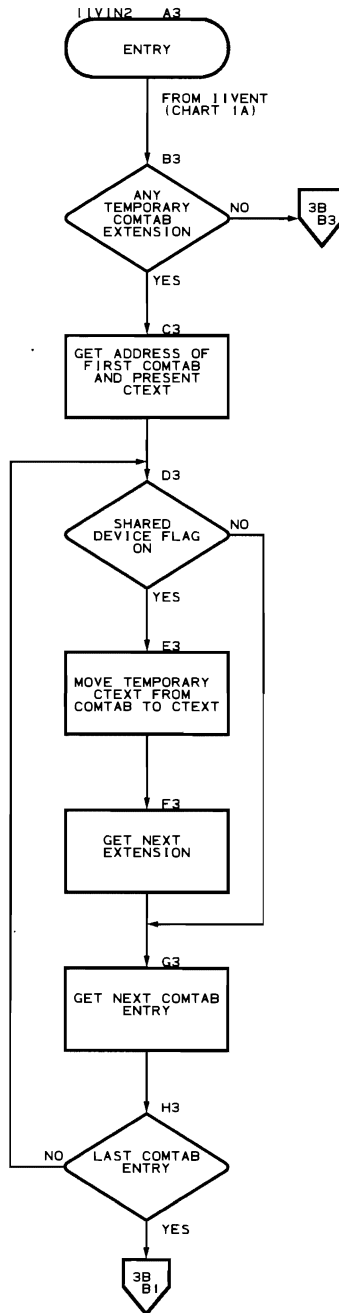 IIVIN2 A3
ENTRY
FROM IIVENT
(CHART 1A)
B3
ANY
TEMPORARY
COMTAB
EXTENSION
NO
3B
B3
YES
C3
GET ADDRESS OF
FIRST COMTAB
AND PRESENT
CTEXT
D3
SHARED
DEVICE FLAG
ON
NO
YES
E3
MOVE TEMPORARY
CTEXT FROM
COMTAB TO CTEXT
F3
GET NEXT
EXTENSION
G3
GET NEXT COMTAB
ENTRY
H3
NO
LAST COMTAB
ENTRY
YES
3B
B1